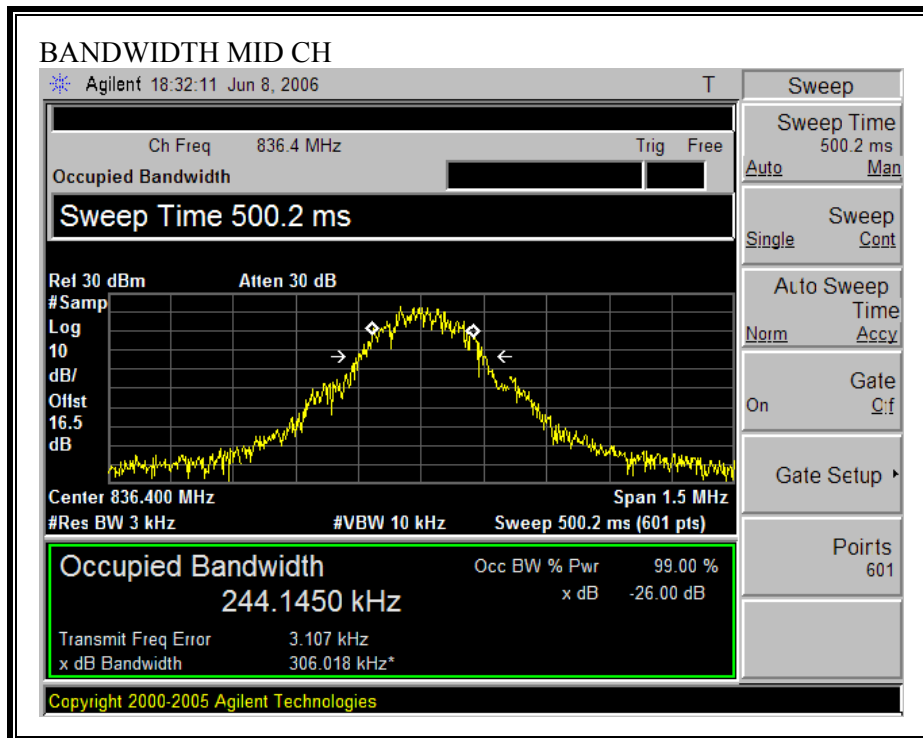 BANDWIDTH MID CH
Agilent 18:32:11 Jun 8, 2006 T
Sweep
Ch Freq 836.4 MHz Trig Free
Occupied Bandwidth
Sweep Time 500.2 ms
Ref 30 dBm Atten 30 dB
#Samp
Log
10
dB/
Offst
16.5
dB
Center 836.400 MHz Span 1.5 MHz
#Res BW 3 kHz #VBW 10 kHz Sweep 500.2 ms (601 pts)
Occupied Bandwidth
244.1450 kHz
Occ BW % Pwr 99.00 %
x dB -26.00 dB
Transmit Freq Error 3.107 kHz
x dB Bandwidth 306.018 kHz*
Copyright 2000-2005 Agilent Technologies
Sweep Time
500.2 ms
Auto Man
Sweep
Single Cont
Auto Sweep
Time
Norm Accy
Gate
On Off
Gate Setup
Points
601